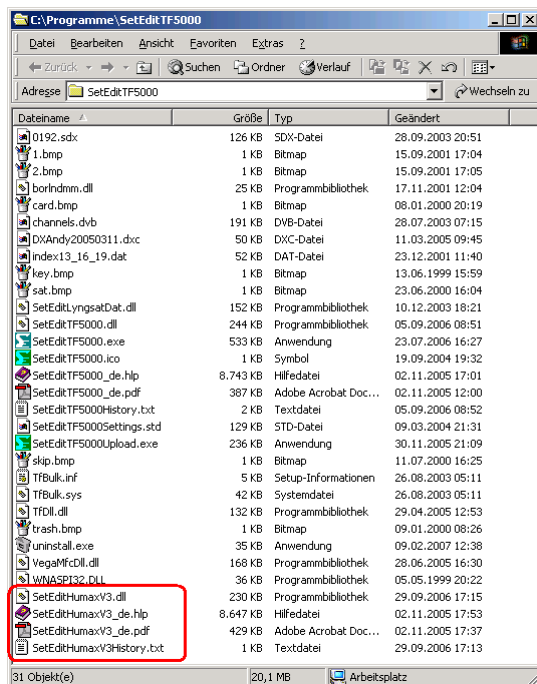 C:\Programme\SetEditTF5000
Datei Bearbeiten Ansicht Favoriten Extras ?
Zurück Suchen Ordner Verlauf
Adresse SetEditTF5000 Wechseln zu
Dateiname Größe Typ Geändert
0192.sdx 126 KB SDX-Datei 28.09.2003 20:51
1.bmp 1 KB Bitmap 15.09.2001 17:04
2.bmp 1 KB Bitmap 15.09.2001 17:05
borlndmm.dll 25 KB Programmbibliothek 17.11.2001 12:04
card.bmp 1 KB Bitmap 08.01.2000 20:19
channels.dvb 191 KB DVB-Datei 28.07.2003 07:15
DXAndy20050311.dxc 50 KB DXC-Datei 11.03.2005 09:45
index13_16_19.dat 52 KB DAT-Datei 23.12.2001 11:40
key.bmp 1 KB Bitmap 13.06.1999 15:59
sat.bmp 1 KB Bitmap 23.06.2000 16:04
SetEditLyngsatDat.dll 152 KB Programmbibliothek 10.12.2003 18:21
SetEditTF5000.dll 244 KB Programmbibliothek 05.09.2006 08:51
SetEditTF5000.exe 533 KB Anwendung 23.07.2006 16:27
SetEditTF5000.ico 1 KB Symbol 19.09.2004 19:32
SetEditTF5000_de.hlp 8.743 KB Hilfedatei 02.11.2005 17:01
SetEditTF5000_de.pdf 387 KB Adobe Acrobat Doc... 02.11.2005 12:00
SetEditTF5000History.txt 2 KB Textdatei 05.09.2006 08:52
SetEditTF5000Settings.std 129 KB STD-Datei 09.03.2004 21:31
SetEditTF5000Upload.exe 236 KB Anwendung 30.11.2005 21:09
skip.bmp 1 KB Bitmap 11.07.2000 16:25
TfBulk.inf 5 KB Setup-Informationen 26.08.2003 05:11
TfBulk.sys 42 KB Systemdatei 26.08.2003 05:11
TfDll.dll 132 KB Programmbibliothek 29.04.2005 12:53
trash.bmp 1 KB Bitmap 09.01.2000 08:26
uninstall.exe 35 KB Anwendung 09.02.2007 12:38
VegaMfcDll.dll 168 KB Programmbibliothek 28.06.2005 16:30
WNASPI32.DLL 36 KB Programmbibliothek 05.05.1999 20:22
SetEditHumaxV3.dll 230 KB Programmbibliothek 29.09.2006 17:15
SetEditHumaxV3_de.hlp 8.647 KB Hilfedatei 02.11.2005 17:53
SetEditHumaxV3_de.pdf 429 KB Adobe Acrobat Doc... 02.11.2005 17:37
SetEditHumaxV3History.txt 1 KB Textdatei 29.09.2006 17:13
31 Objekt(e) 20,1 MB Arbeitsplatz